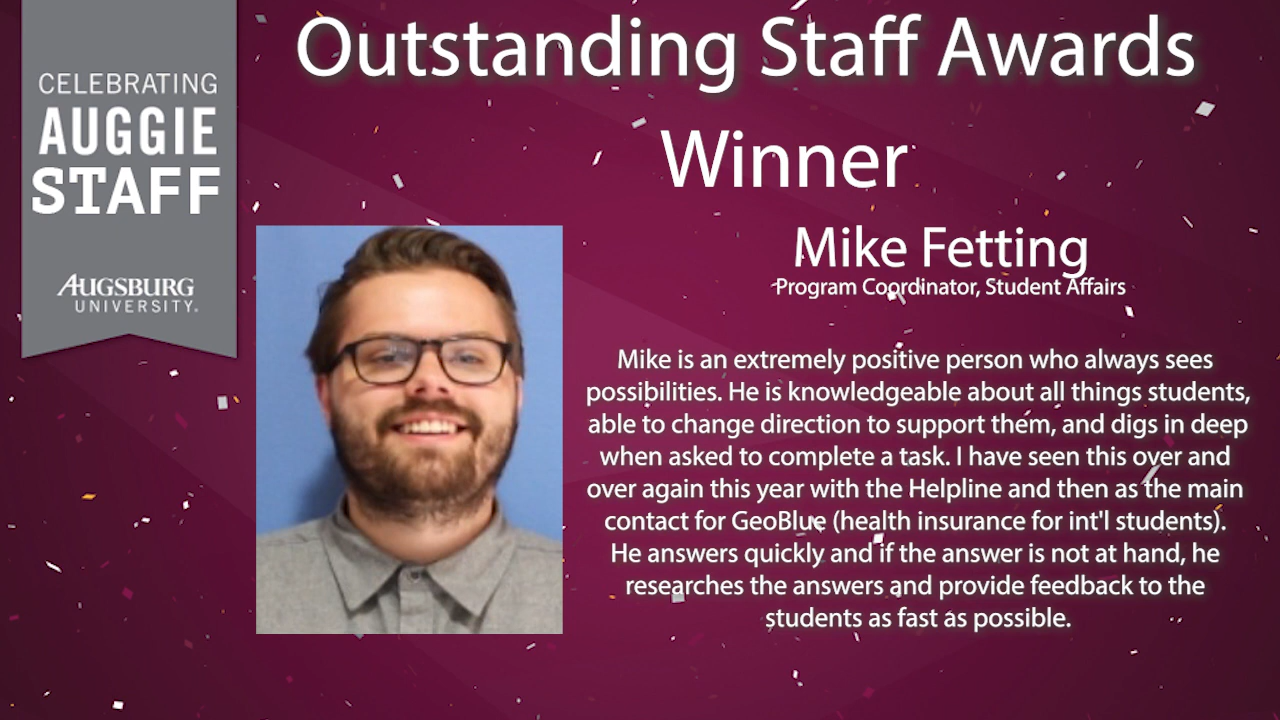 CELEBRATING
AUGGIE
STAFF
AUGSBURG
UNIVERSITY.
Outstanding Staff Awards
Winner
Mike Fetting
Program Coordinator, Student Affairs
Mike is an extremely positive person who always sees
possibilities. He is knowledgeable about all things students,
able to change direction to support them, and digs in deep
when asked to complete a task. I have seen this over and
over again this year with the Helpline and then as the main
contact for GeoBlue (health insurance for int'l students).
He answers quickly and if the answer is not at hand, he
researches the answers and provide feedback to the
students as fast as possible.